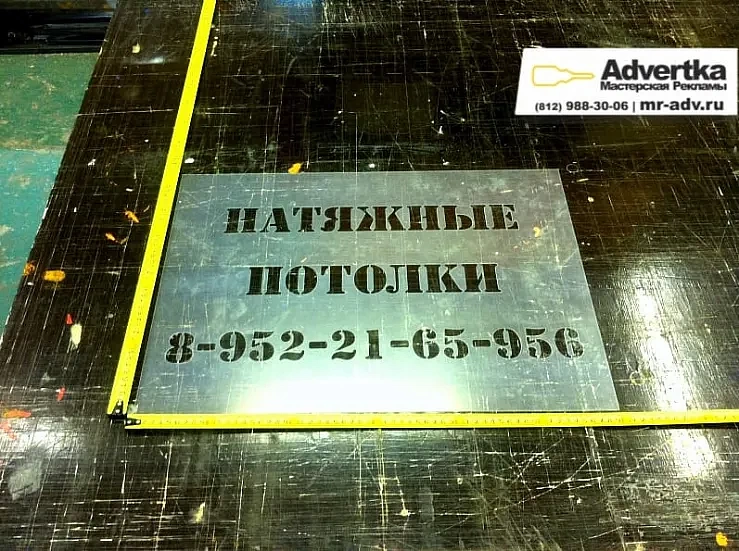 Advertka
Мастерская Рекламы
(812) 988-30-06 | mr-adv.ru
НАТЯЖНЫЕ
ПОТОЛКИ
8-952-21-65-956